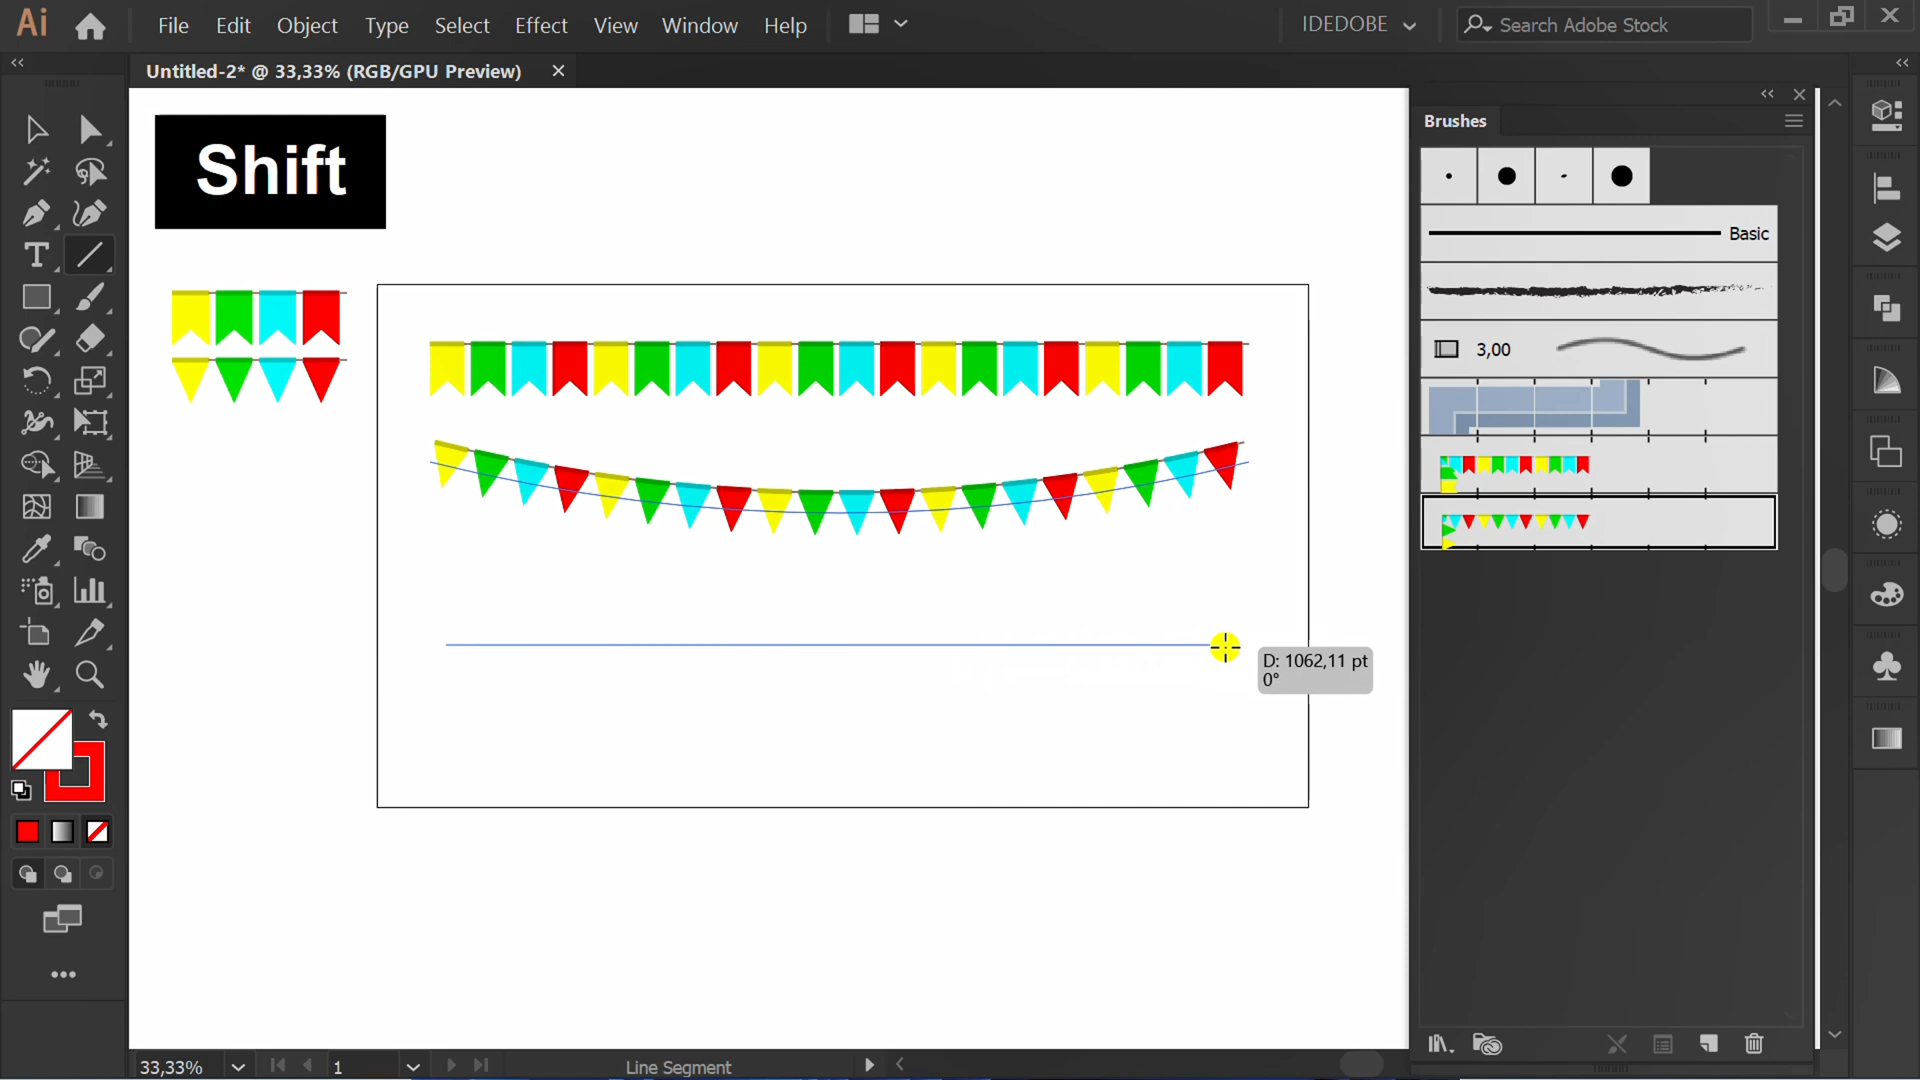 Ai
File Edit Object Type Select Effect View Window Help
IDEDOBE
Search Adobe Stock
Untitled-2* @ 33,33% (RGB/GPU Preview)
Shift
Brushes
Basic
3,00
T
D: 1062,11 pt
0°
33,33%
1
Line Segment